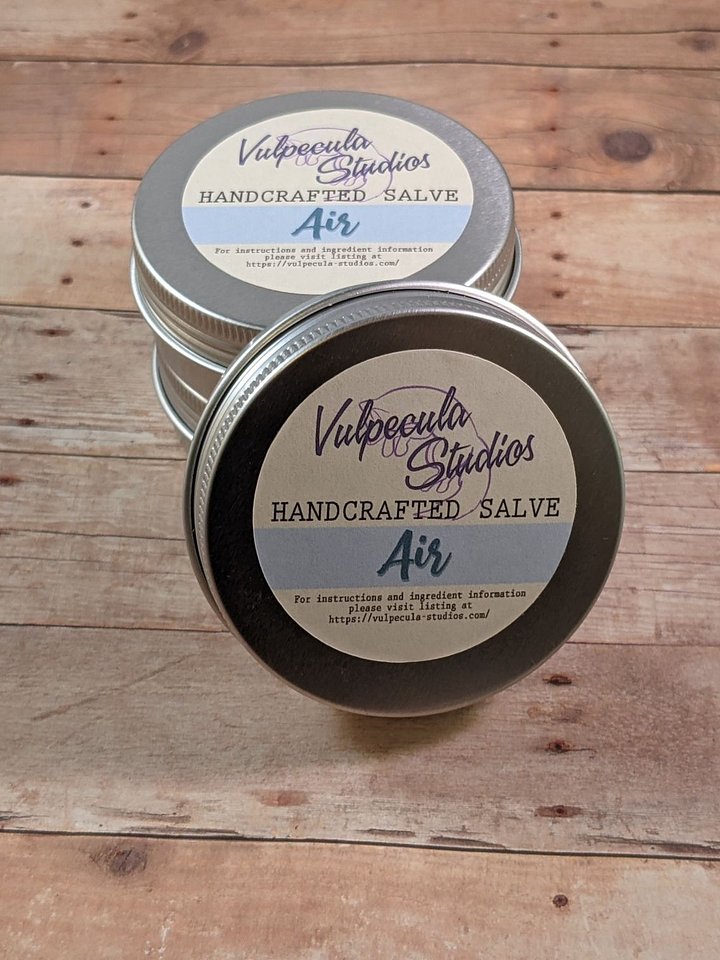 Vulpecula
Studios
HANDCRAFTED SALVE
Air
For instructions and ingredient information
please visit listing at
https://vulpecula-studios.com/
Vulpecula
Studios
HANDCRAFTED SALVE
Air
For instructions and ingredient information
please visit listing at
https://vulpecula-studios.com/